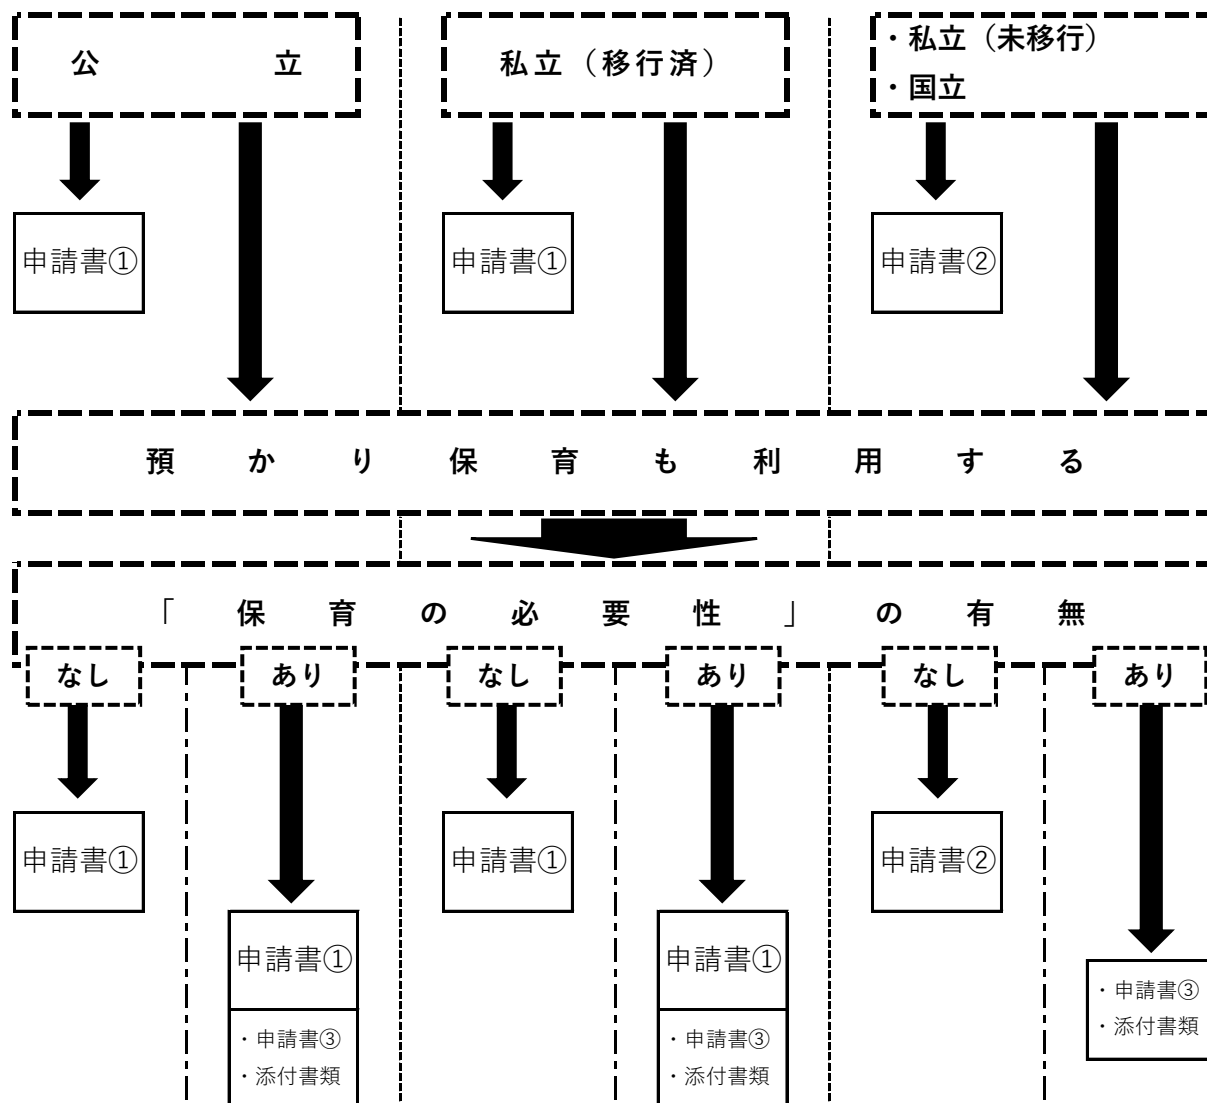 公立
私立（移行済）
・私立（未移行）
・国立
申請書①
申請書①
申請書②
預かり保育も利用する
「保育の必要性」の有無
なし
あり
なし
あり
なし
あり
申請書①
申請書①
申請書②
申請書①
・申請書③
・添付書類
申請書①
・申請書③
・添付書類
・申請書③
・添付書類